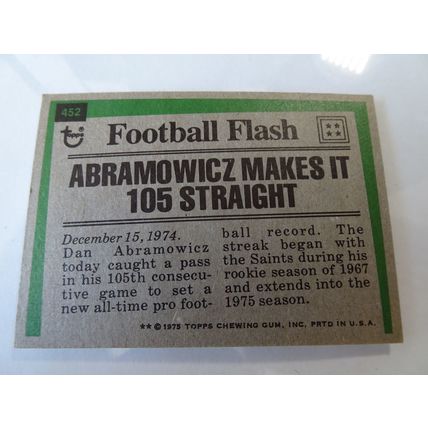 452
Topps
Football Flash
ABRAMOWICZ MAKES IT
105 STRAIGHT
December 15, 1974.
Dan Abramowicz
today caught a pass
in his 105th consecu-
tive game to set a
new all-time pro foot-
ball record. The
streak began with
the Saints during his
rookie season of 1967
and extends into the
1975 season.
** © 1975 TOPPS CHEWING GUM, INC. PRTD IN U.S.A.